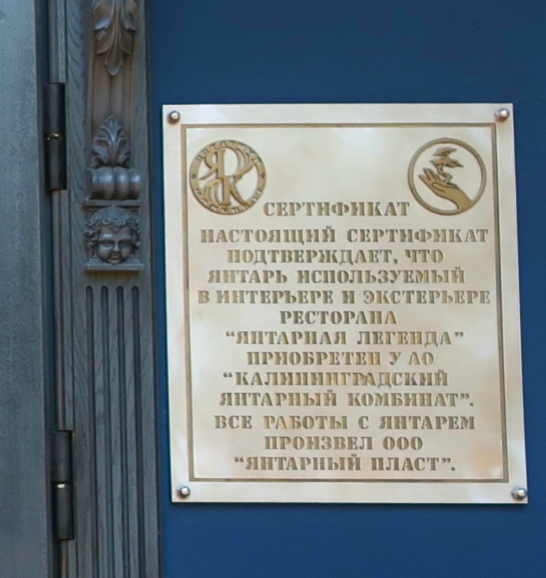 СЕРТИФИКАТ
НАСТОЯЩИЙ СЕРТИФИКАТ
ПОДТВЕРЖДАЕТ, ЧТО
ЯНТАРЬ ИСПОЛЬЗУЕМЫЙ
В ИНТЕРЬЕРЕ И ЭКСТЕРЬЕРЕ
РЕСТОРАНА
“ЯНТАРНАЯ ЛЕГЕНДА”
ПРИОБРЕТЕН У АО
“КАЛИНИНГРАДСКИЙ
ЯНТАРНЫЙ КОМБИНАТ”.
ВСЕ РАБОТЫ С ЯНТАРЕМ
ПРОИЗВЕЛ ООО
“ЯНТАРНЫЙ ПЛАСТ”.